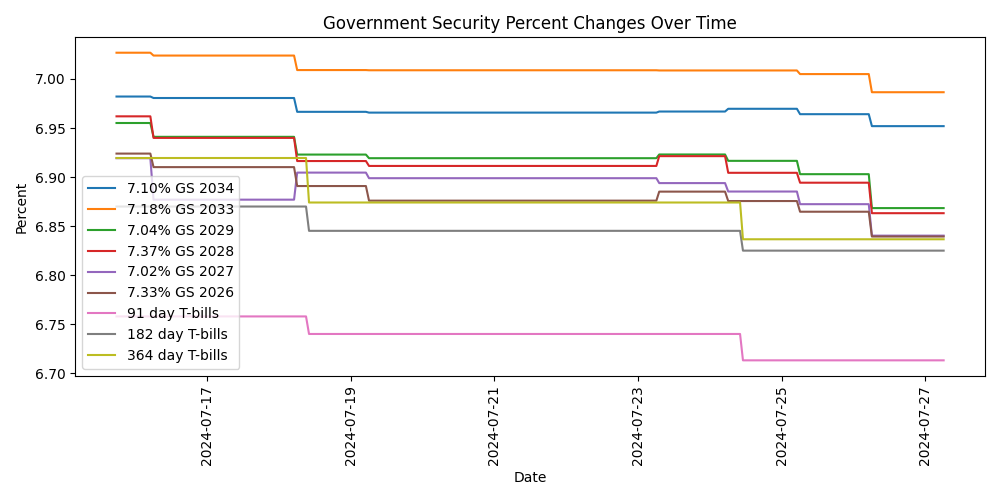 Government Security Percent Changes Over Time
Percent
7.00
6.95
6.90
6.85
6.80
6.75
6.70
7.10% GS 2034
7.18% GS 2033
7.04% GS 2029
7.37% GS 2028
7.02% GS 2027
7.33% GS 2026
91 day T-bills
182 day T-bills
364 day T-bills
2024-07-17
2024-07-19
2024-07-21
2024-07-23
2024-07-25
2024-07-27
Date